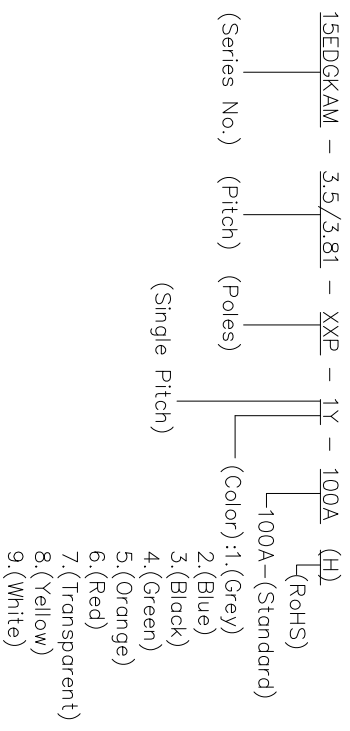 15EDGKAM - 3.5/3.81 - XXP - 1Y - 100A (H)
(Series No.)
(Pitch)
(Poles)
(Single Pitch)
(Color):1.(Grey)
2.(Blue)
3.(Black)
4.(Green)
5.(Orange)
6.(Red)
7.(Transparent)
8.(Yellow)
9.(White)
100A-(Standard)
(RoHS)